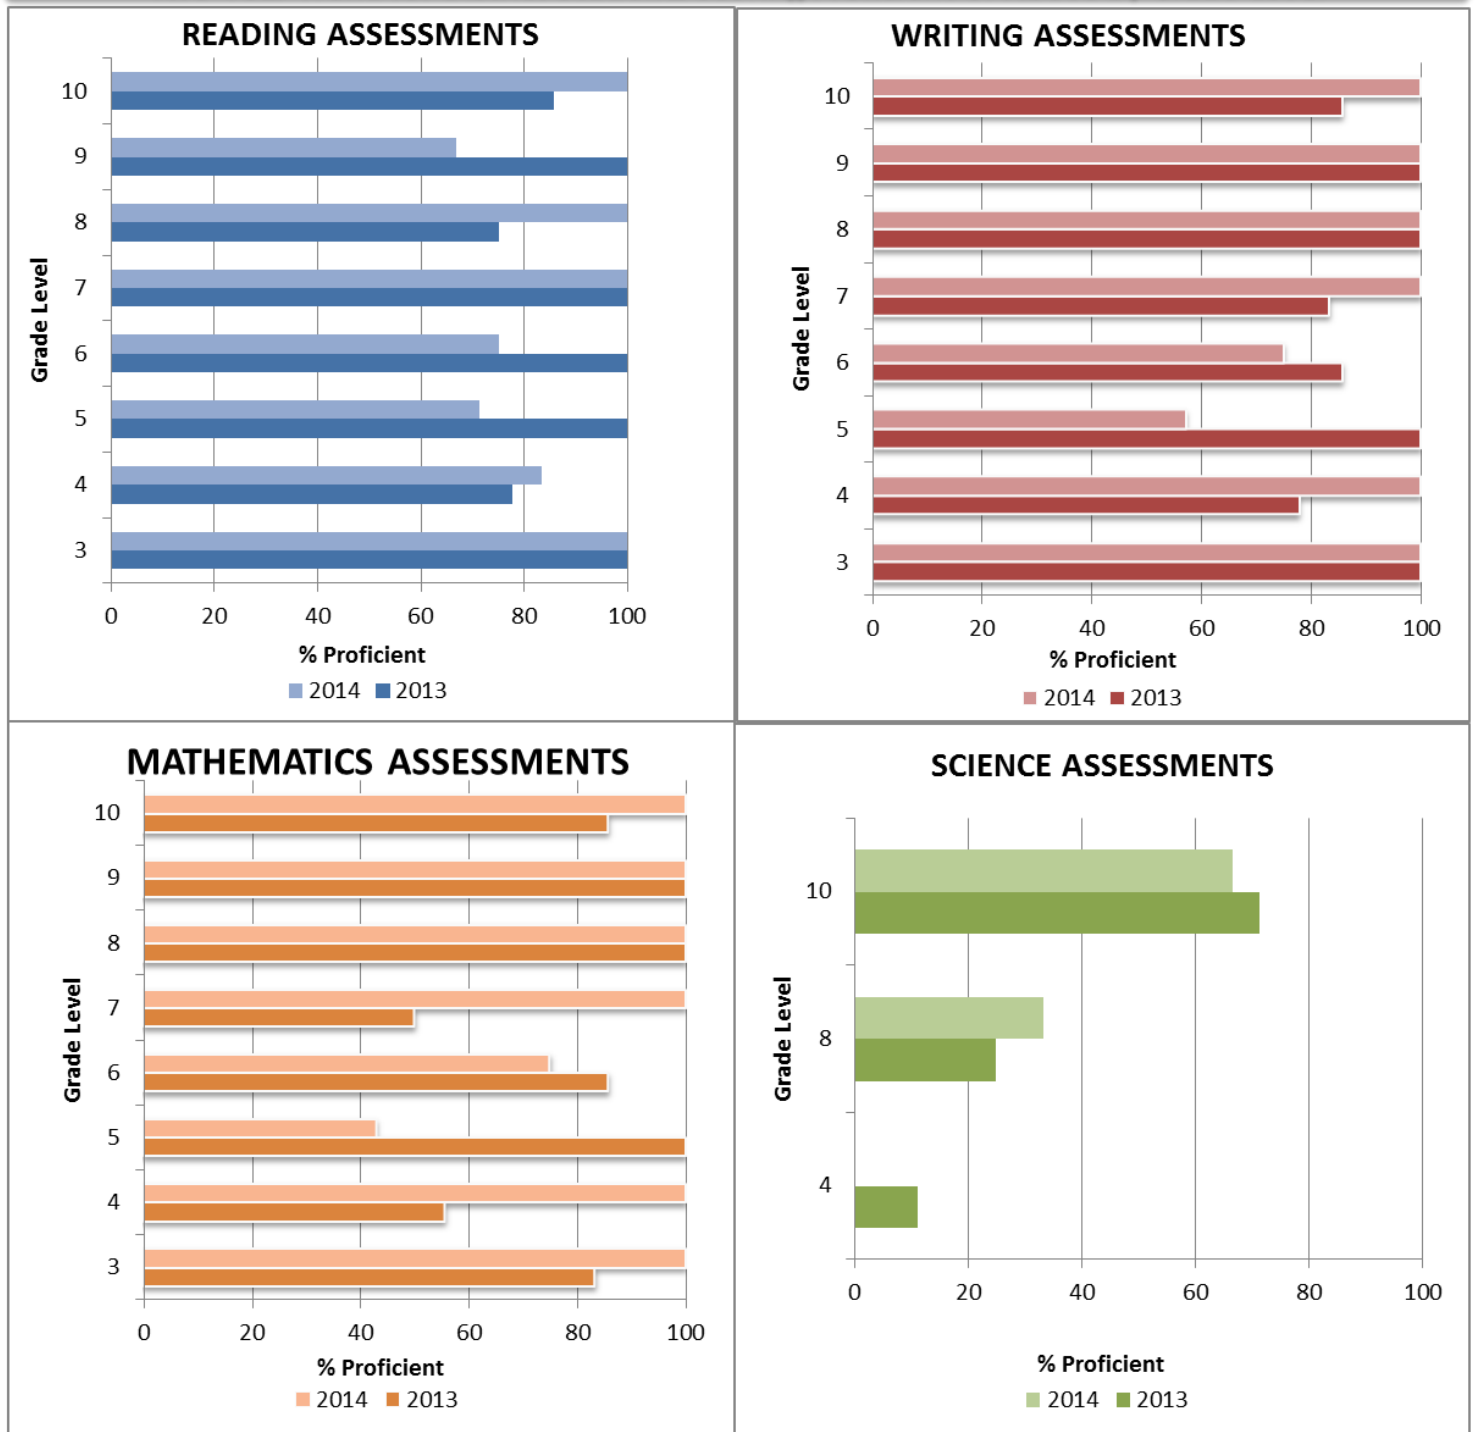 READING ASSESSMENTS
10
9
8
7
6
5
4
3
Grade Level
0 20 40 60 80 100
% Proficient
2014 2013
WRITING ASSESSMENTS
10
9
8
7
6
5
4
3
Grade Level
0 20 40 60 80 100
% Proficient
2014 2013
MATHEMATICS ASSESSMENTS
10
9
8
7
6
5
4
3
Grade Level
0 20 40 60 80 100
% Proficient
2014 2013
SCIENCE ASSESSMENTS
10
8
4
Grade Level
0 20 40 60 80 100
% Proficient
2014 2013